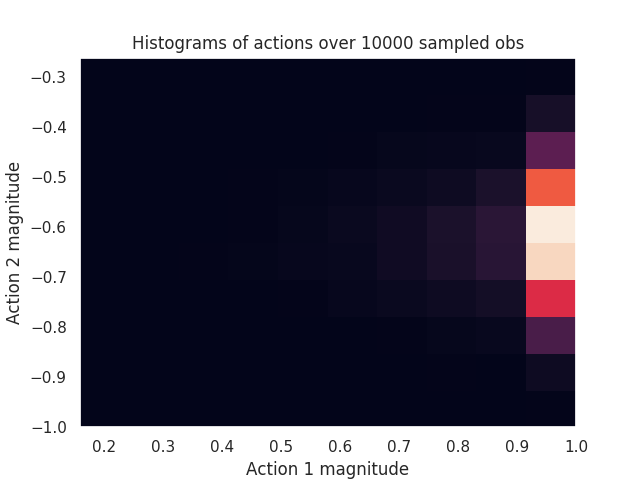 Histograms of actions over 10000 sampled obs
Action 2 magnitude
−0.3
−0.4
−0.5
−0.6
−0.7
−0.8
−0.9
−1.0
0.2 0.3 0.4 0.5 0.6 0.7 0.8 0.9 1.0
Action 1 magnitude